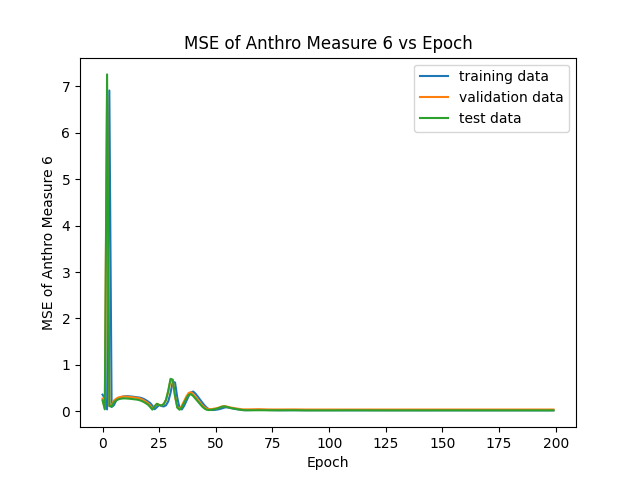 MSE of Anthro Measure 6 vs Epoch
training data
validation data
test data
MSE of Anthro Measure 6
7
6
5
4
3
2
1
0
0
25
50
75
100
125
150
175
200
Epoch